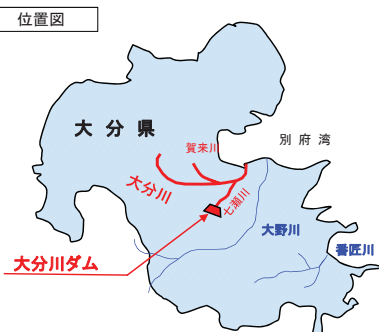 位置図
大分県
賀来川
別府湾
大分川
七瀬川
大野川
番匠川
大分川ダム